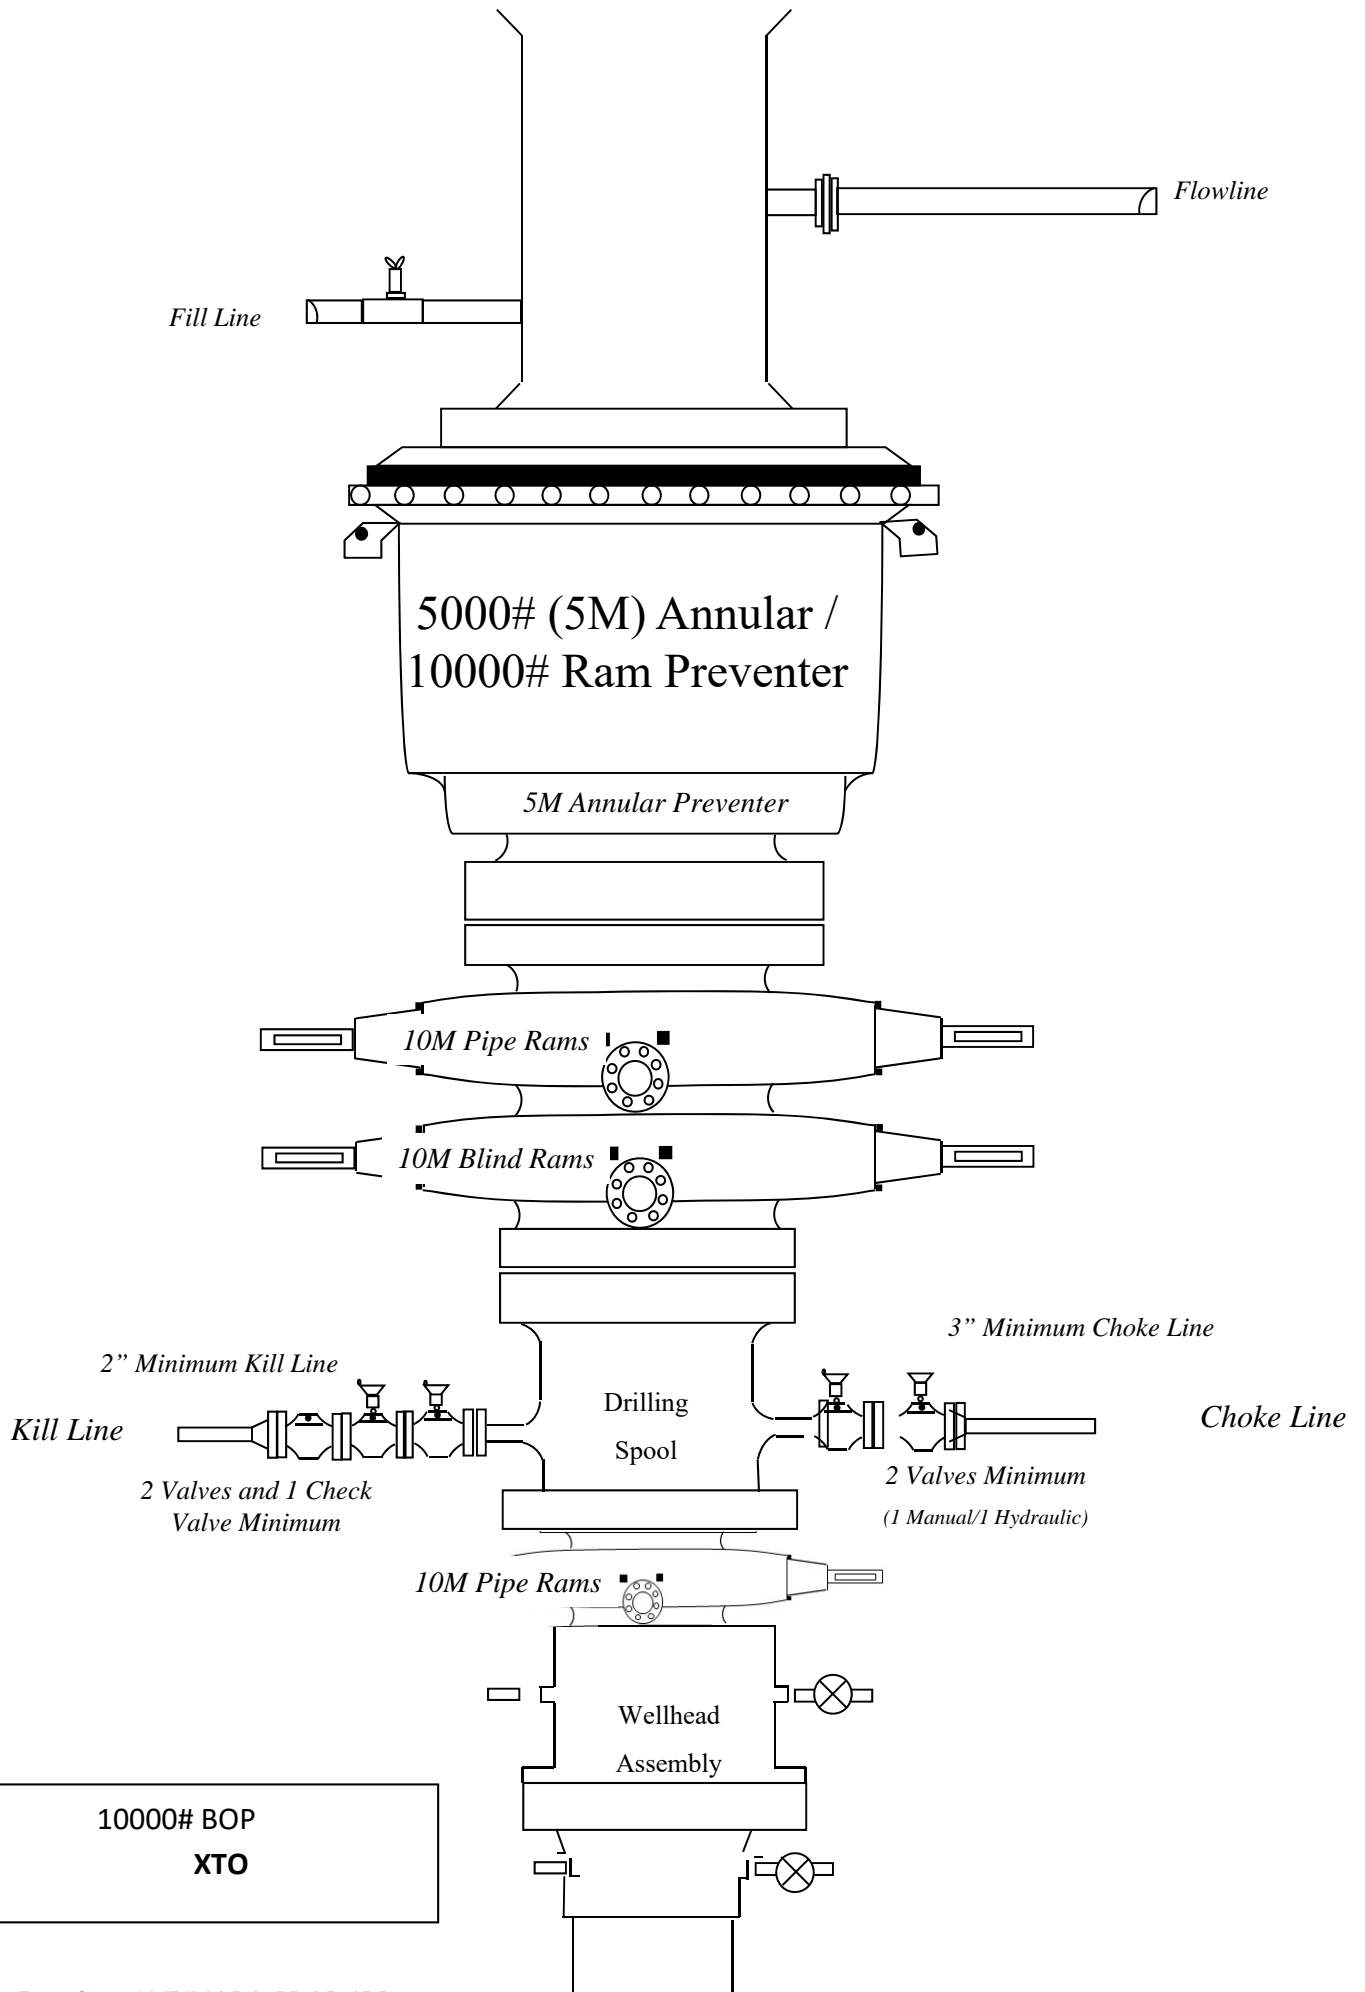 Flowline
Fill Line
5000# (5M) Annular /
10000# Ram Preventer
5M Annular Preventer
10M Pipe Rams
10M Blind Rams
3” Minimum Choke Line
2” Minimum Kill Line
Drilling
Spool
Kill Line
Choke Line
2 Valves and 1 Check
Valve Minimum
2 Valves Minimum
(1 Manual/1 Hydraulic)
10M Pipe Rams
Wellhead
Assembly
10000# BOP
XTO